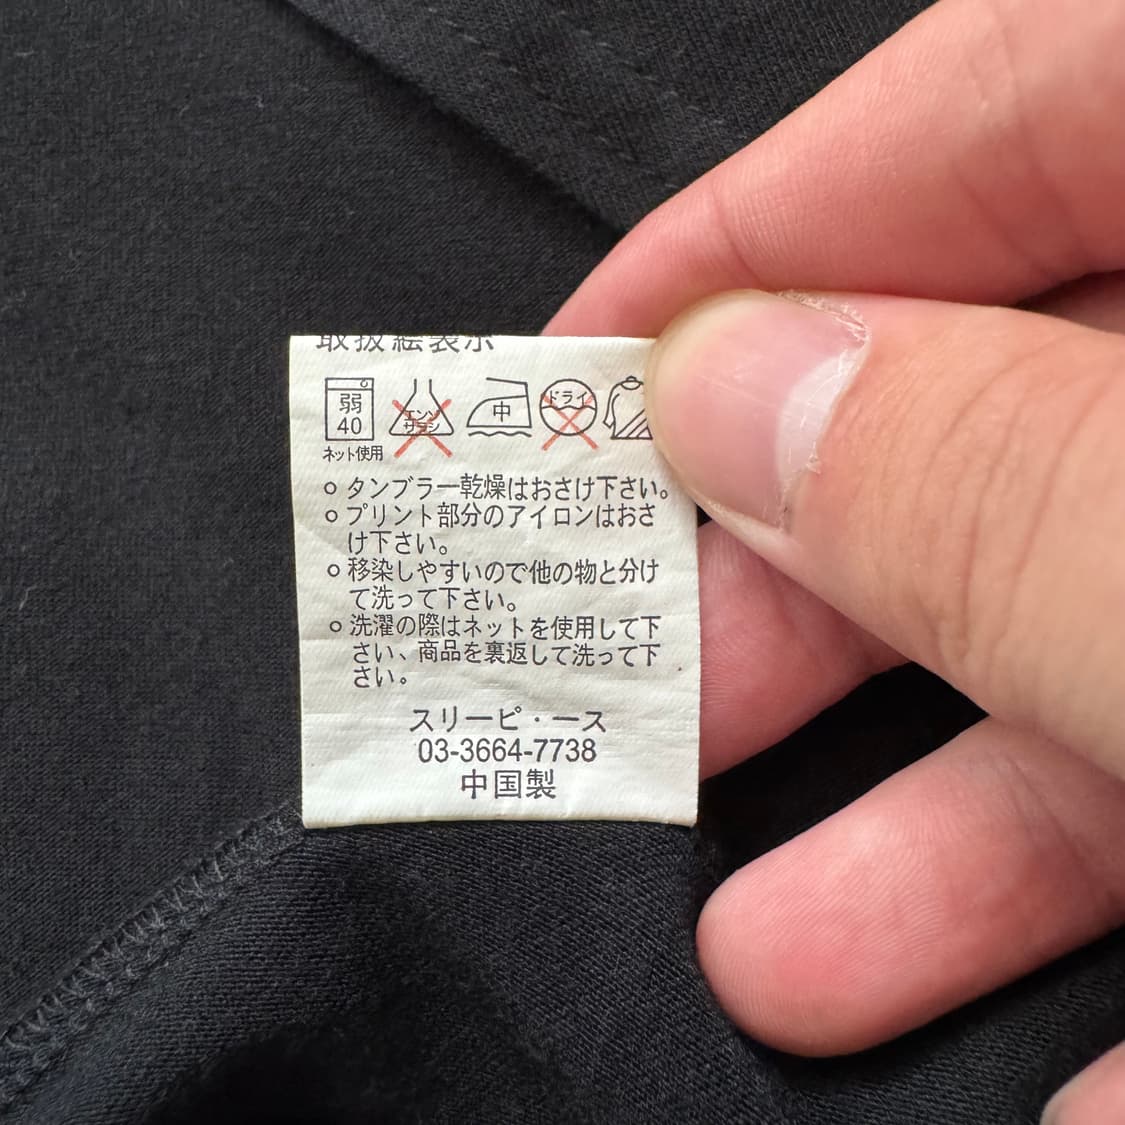 取扱絵表示
弱
40
ネット使用
エンソ
サラシ
中
ドライ
○ タンブラー乾燥はおさけ下さい。
○ プリント部分のアイロンはおさ
け下さい。
○ 移染しやすいので他の物と分け
て洗って下さい。
○ 洗濯の際はネットを使用して下
さい、商品を裏返して洗って下
さい。
スリーピ・ース
03-3664-7738
中国製